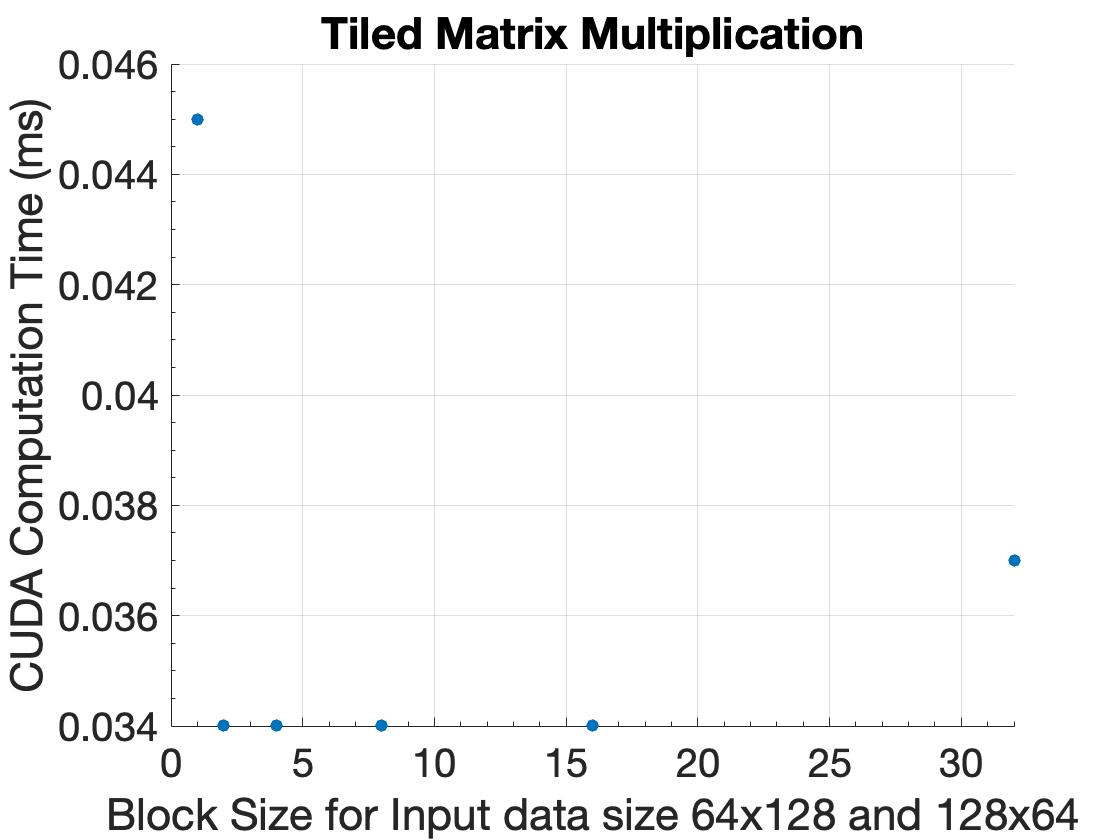 Tiled Matrix Multiplication
CUDA Computation Time (ms)
0.046
0.044
0.042
0.04
0.038
0.036
0.034
0 5 10 15 20 25 30
Block Size for Input data size 64x128 and 128x64